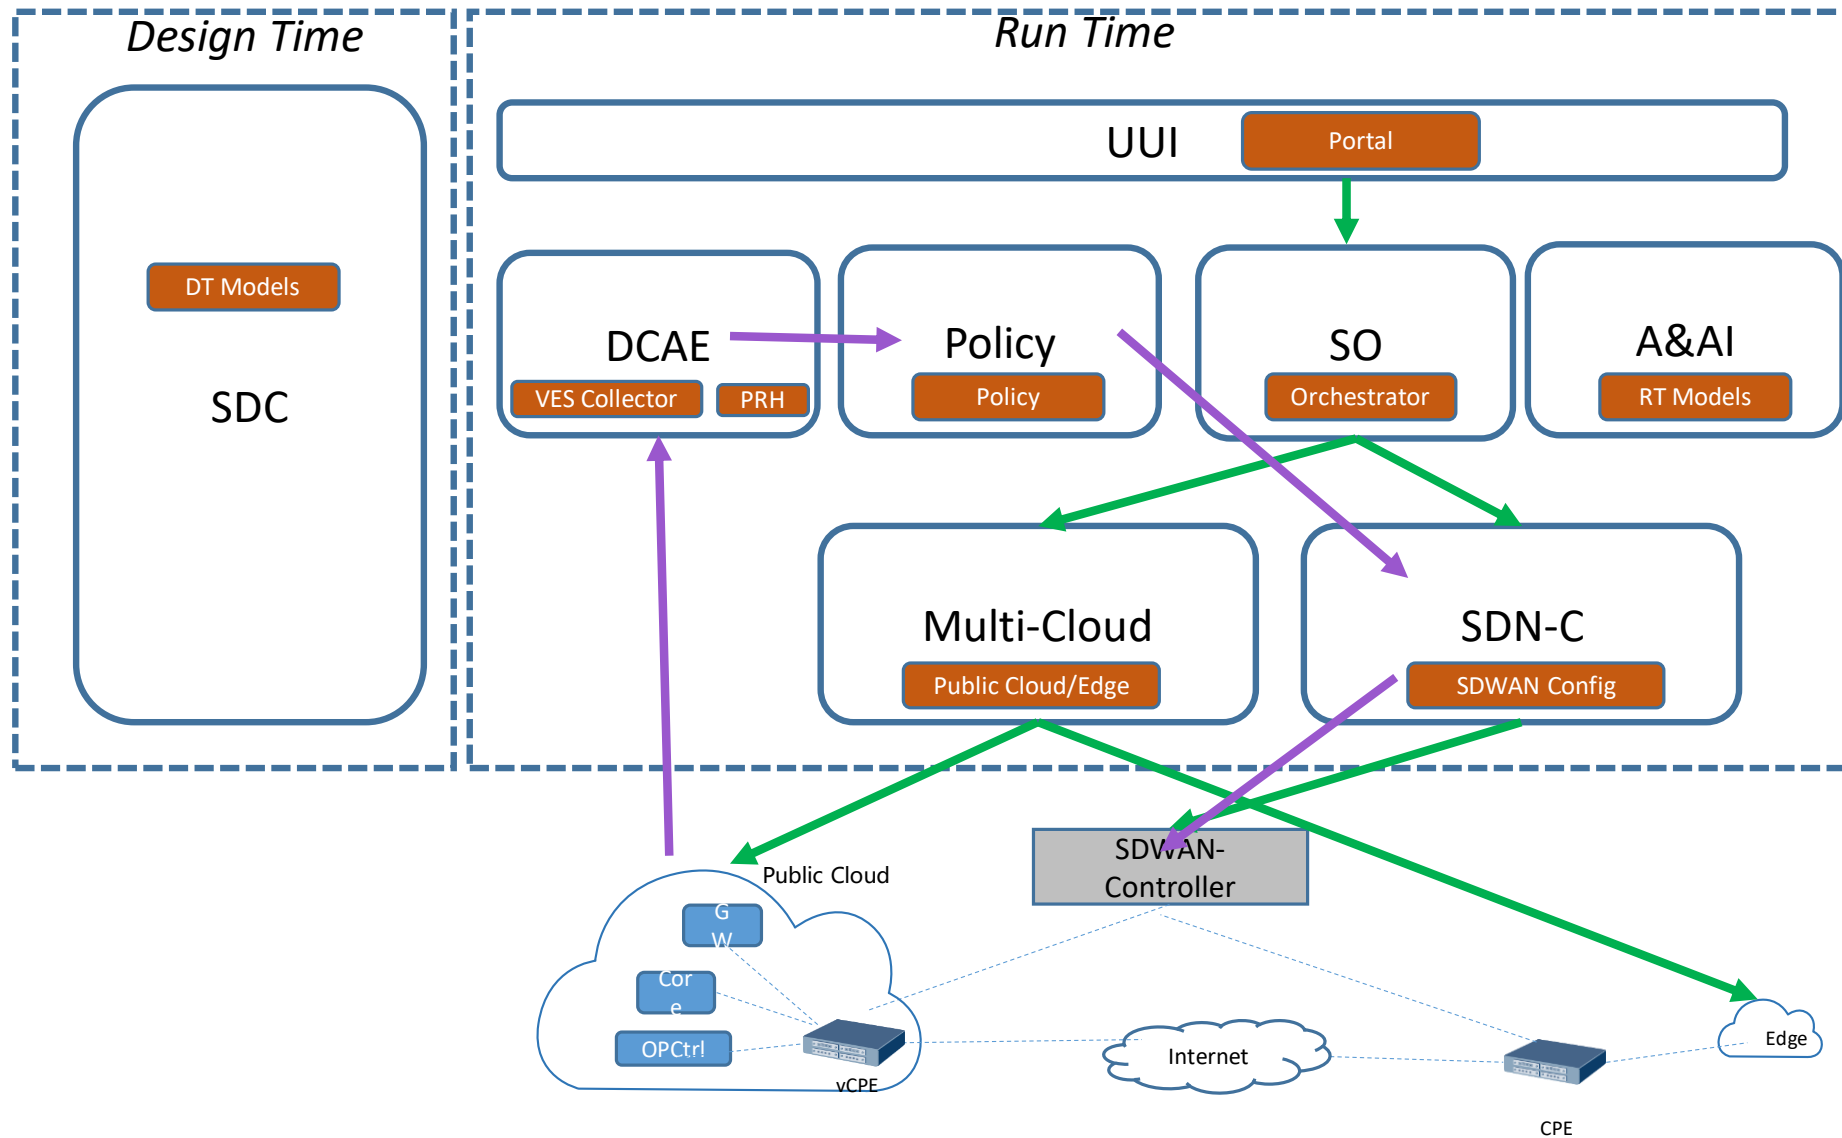 Design Time
Run Time
UUI
Portal
DT Models
SDC
DCAE
VES Collector
PRH
Policy
Policy
SO
Orchestrator
A&AI
RT Models
Multi-Cloud
Public Cloud/Edge
SDN-C
SDWAN Config
Public Cloud
SDWAN-
Controller
G
W
Cor
e
OPCtrl
vCPE
Internet
Edge
CPE